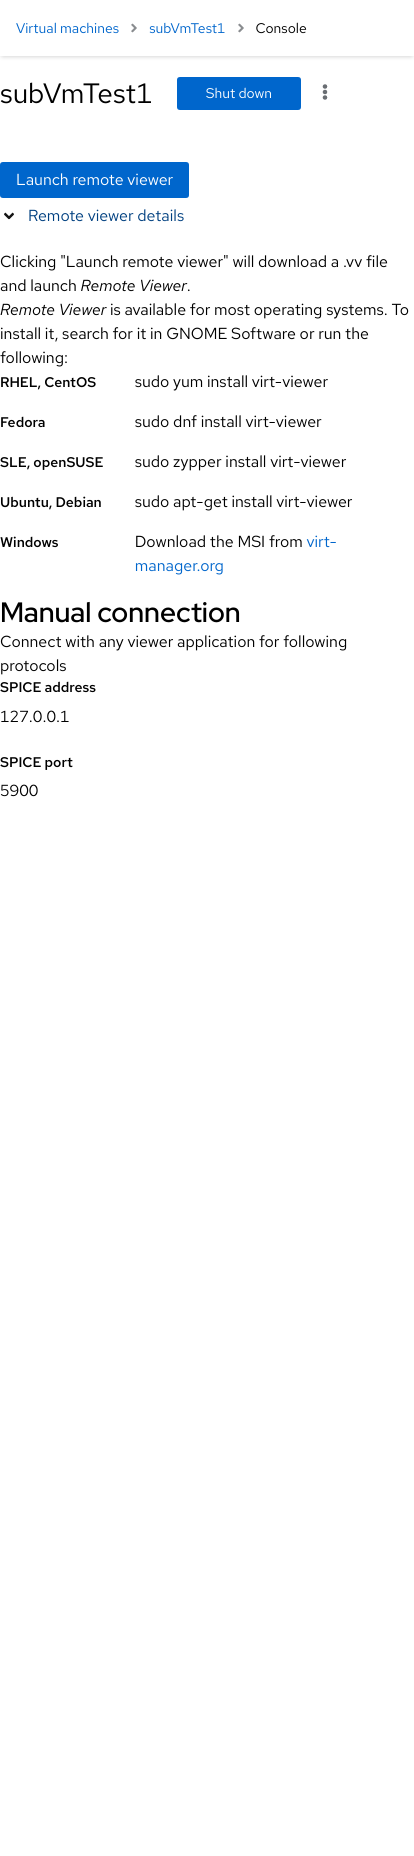 Virtual machines > subVmTest1 > Console
subVmTest1 Shut down
Launch remote viewer
Remote viewer details
Clicking "Launch remote viewer" will download a .vv file
and launch Remote Viewer.
Remote Viewer is available for most operating systems. To
install it, search for it in GNOME Software or run the
following:
RHEL, CentOS sudo yum install virt-viewer
Fedora sudo dnf install virt-viewer
SLE, openSUSE sudo zypper install virt-viewer
Ubuntu, Debian sudo apt-get install virt-viewer
Windows Download the MSI from virt-
manager.org
Manual connection
Connect with any viewer application for following
protocols
SPICE address
127.0.0.1
SPICE port
5900